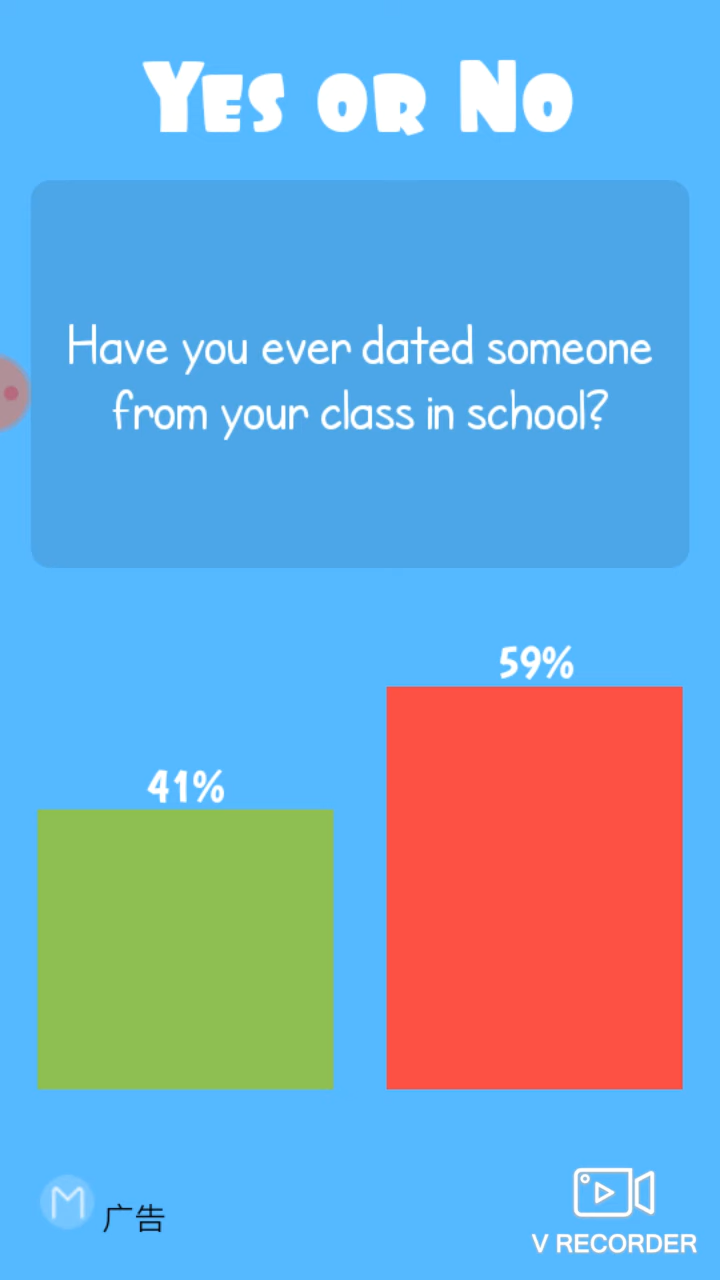 Yes or No
Have you ever dated someone
from your class in school?
59%
41%
M 广告
V RECORDER